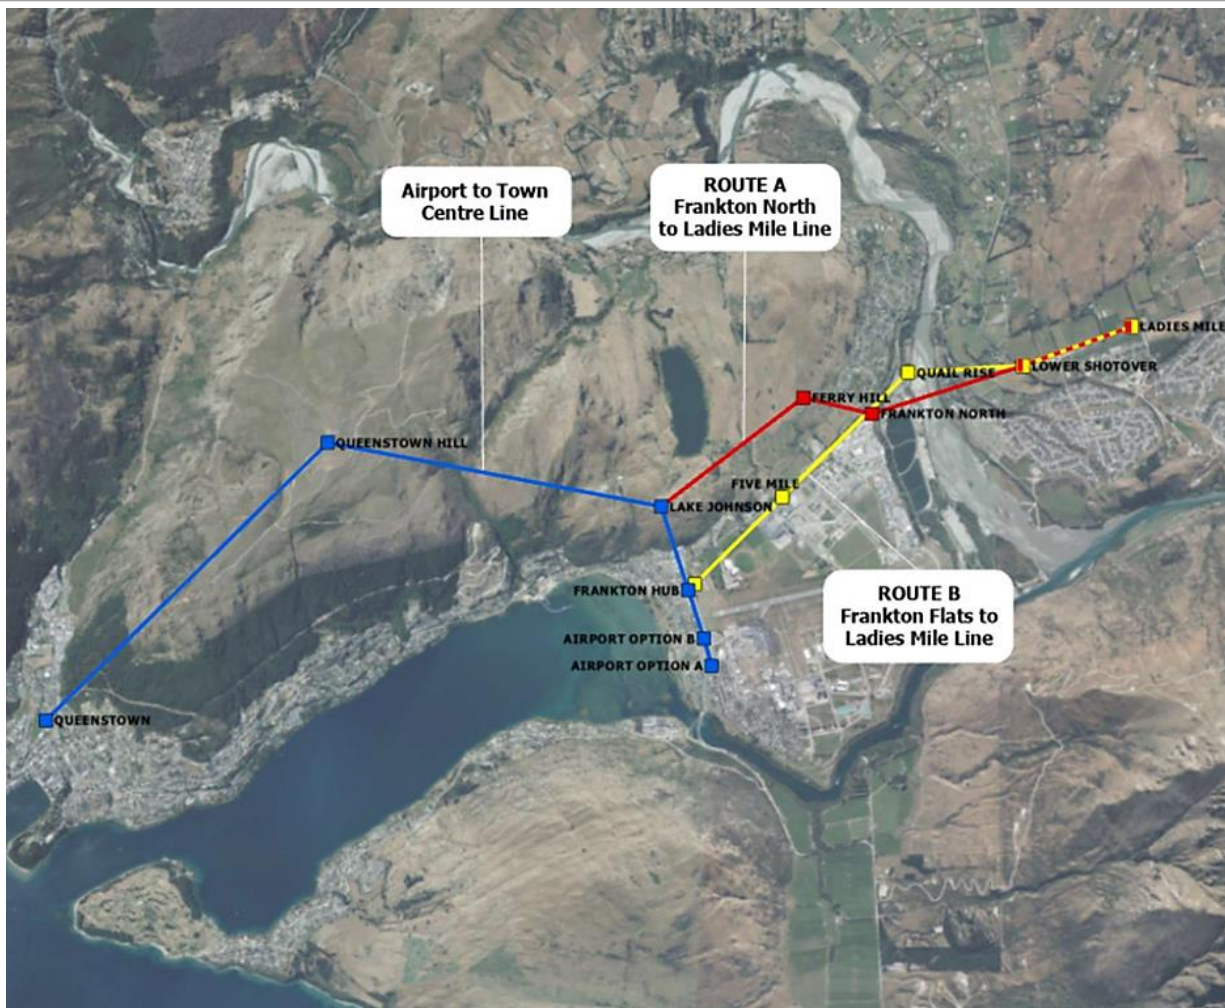 Airport to Town
Centre Line
ROUTE A
Frankton North
to Ladies Mile Line
LADIES MILE
LOWER SHOTOVER
QUAIL RISE
FERRY HILL
FRANKTON NORTH
QUEENSTOWN HILL
FIVE MILE
LAKE JOHNSON
FRANKTON HUB
ROUTE B
Frankton Flats to
Ladies Mile Line
AIRPORT OPTION B
AIRPORT OPTION A
QUEENSTOWN